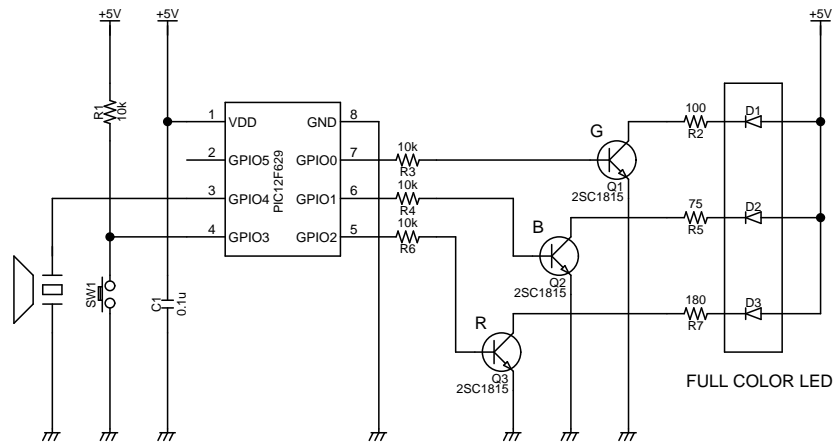 +5V
+5V
+5V
R1
10k
PIC12F629
1
VDD
GND
8
2
GPIO5
GPIO0
7
3
GPIO4
GPIO1
6
4
GPIO3
GPIO2
5
10k
R3
10k
R4
10k
R6
G
Q1
2SC1815
B
Q2
2SC1815
R
Q3
2SC1815
100
R2
D1
75
R5
D2
180
R7
D3
SW1
C1
0.1u
FULL COLOR LED